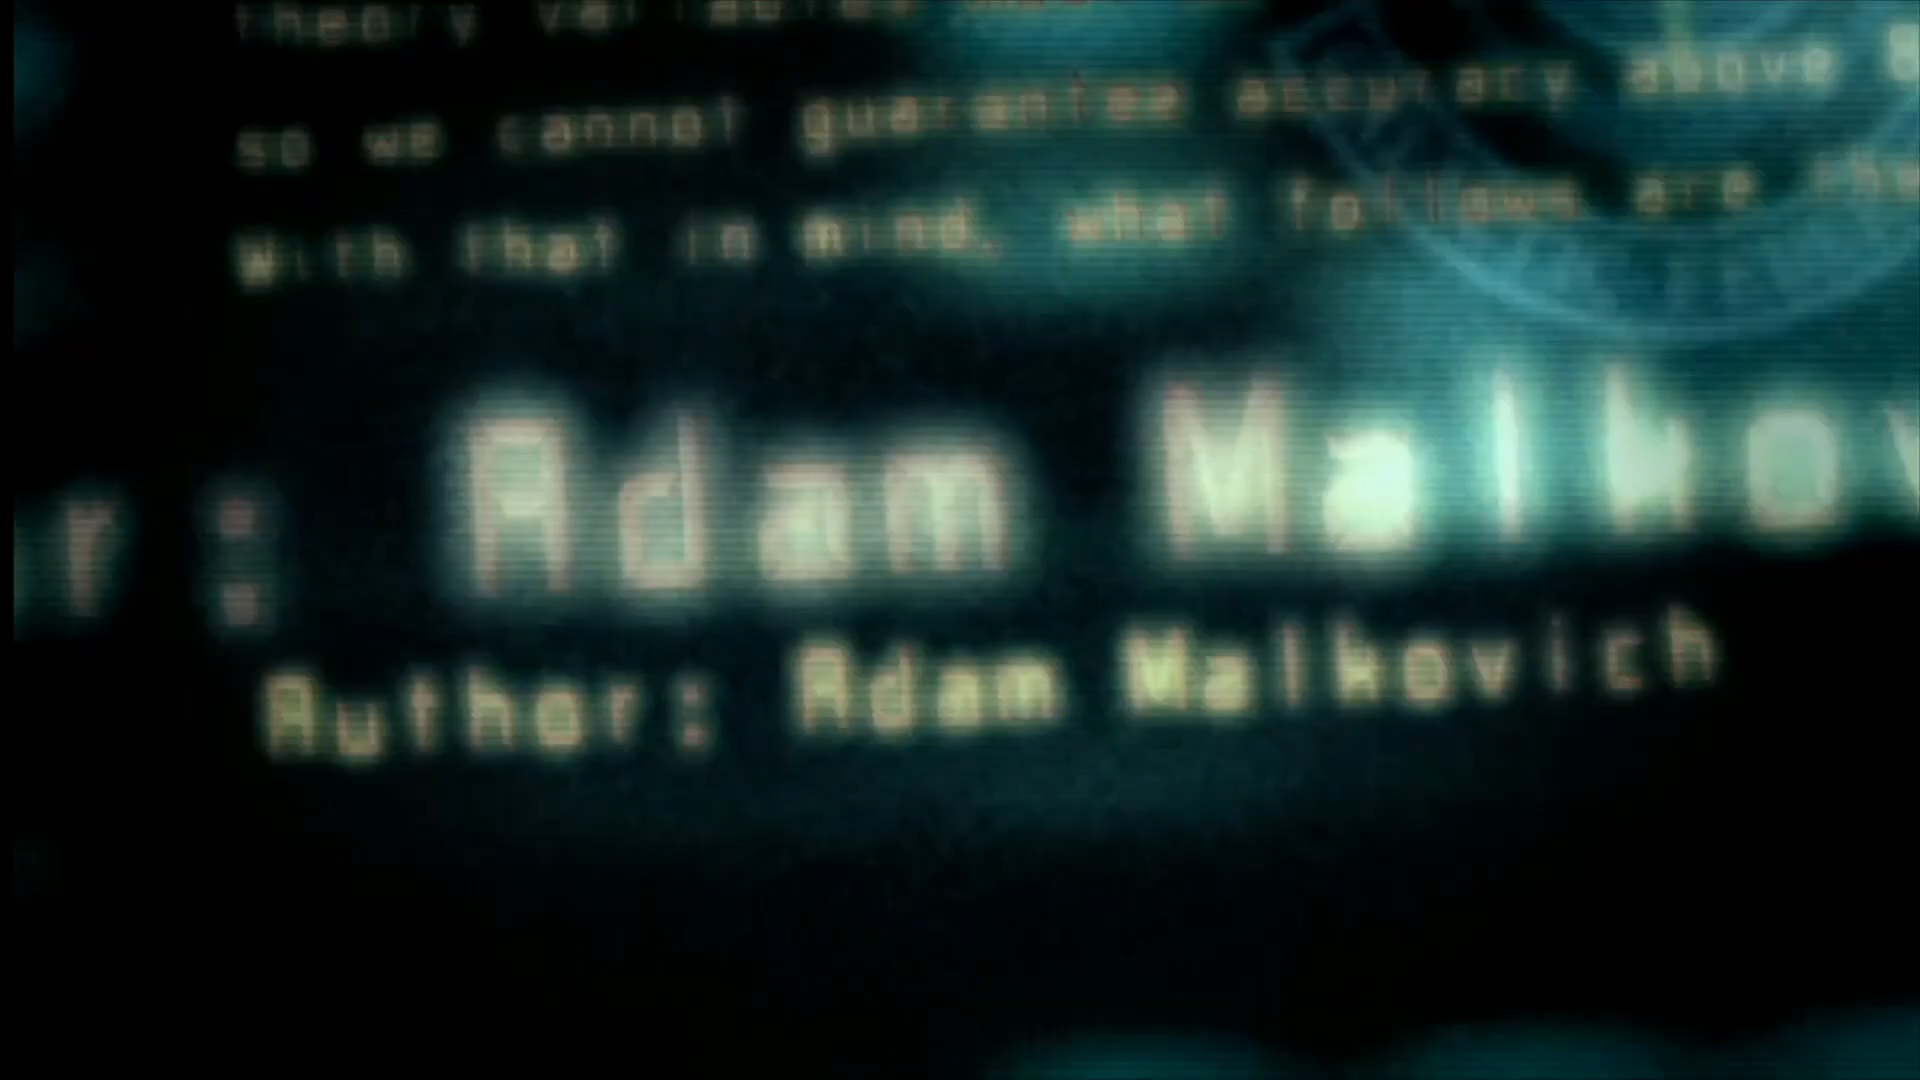 theory
so we cannot guarantee accuracy above
With that in mind, what follows are the
r: Adam Malkov
Author: Adam Malkovich